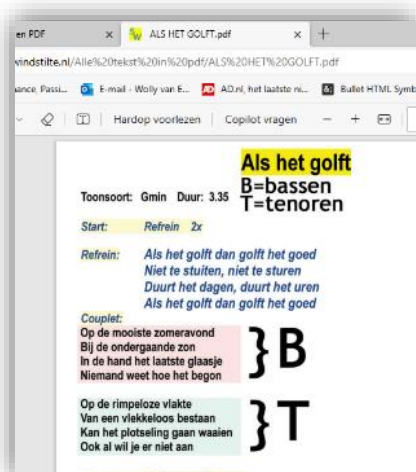 en PDF
ALS HET GOLFT.pdf
windstilte.nl/Alle%20tekst%20in%20pdf/ALS%20HET%20GOLFT.pdf
E-mail - Wolly van E...
AD.nl, het laatste ni...
Bullet HTML Symb
Hardop voorlezen
Copilot vragen
Als het golft
B=bassen
Toonsoort: Gmin Duur: 3.35
T=tenoren
Start: Refrein 2x
Refrein: Als het golft dan golft het goed
Niet te stuiten, niet te sturen
Duurt het dagen, duurt het uren
Als het golft dan golft het goed
Couplet:
Op de mooiste zomeravond
Bij de ondergaande zon
In de hand het laatste glaasje
Niemand weet hoe het begon
} B
Op de rimpeloze vlakte
Van een vlekkeloos bestaan
Kan het plotseling gaan waaien
Ook al wil je er niet aan
} T